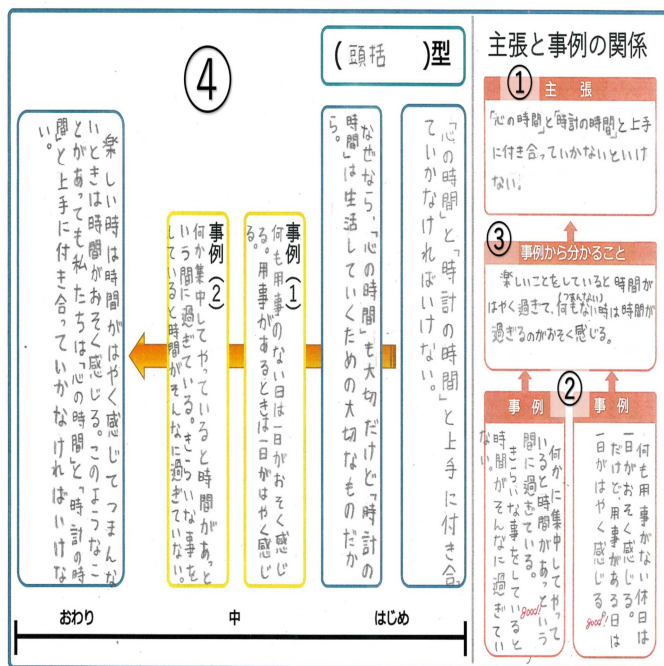 主張と事例の関係
①
主張
「心の時間」と「時計の時間」と上手
に付き合っていかないといけ
ない。
③
事例から分かること
楽しいことをしていると時間が
はやく過ぎて、何もない時は時間が
(つまんない)
過ぎるのがおそく感じる。
②
事例
何も用事がない休日は
一日がおそく感じる。
だけど、用事がある日は
一日がはやく感じる
good!
事例
何かに集中してやって
いると時間があっという
間に過ぎている。
きらいな事をしていると
時間がそんなに過ぎてい
ない。
good!
(頭括)型
④
「心の時間」と「時計の時間」と上手に付き合っ
ていかなければいけない。
なぜなら、「心の時間」も大切だけど「時計の
時間」は生活していくための大切なものだか
ら。
事例(1)
何も用事のない日は一日がおそく感じ
る。用事があるときは一日がはやく感じ
る。
事例(2)
何か集中してやっていると時間があっと
いう間に過ぎている。きらいな事を
していると時間がそんなに過ぎていない。
楽しい時は時間がはやく感じてつまんな
いときは時間がおそく感じる。このようなこ
とがあっても私たちは「心の時間」と「時計の時
間」と上手に付き合っていかなければいけな
い。
はじめ
中
おわり